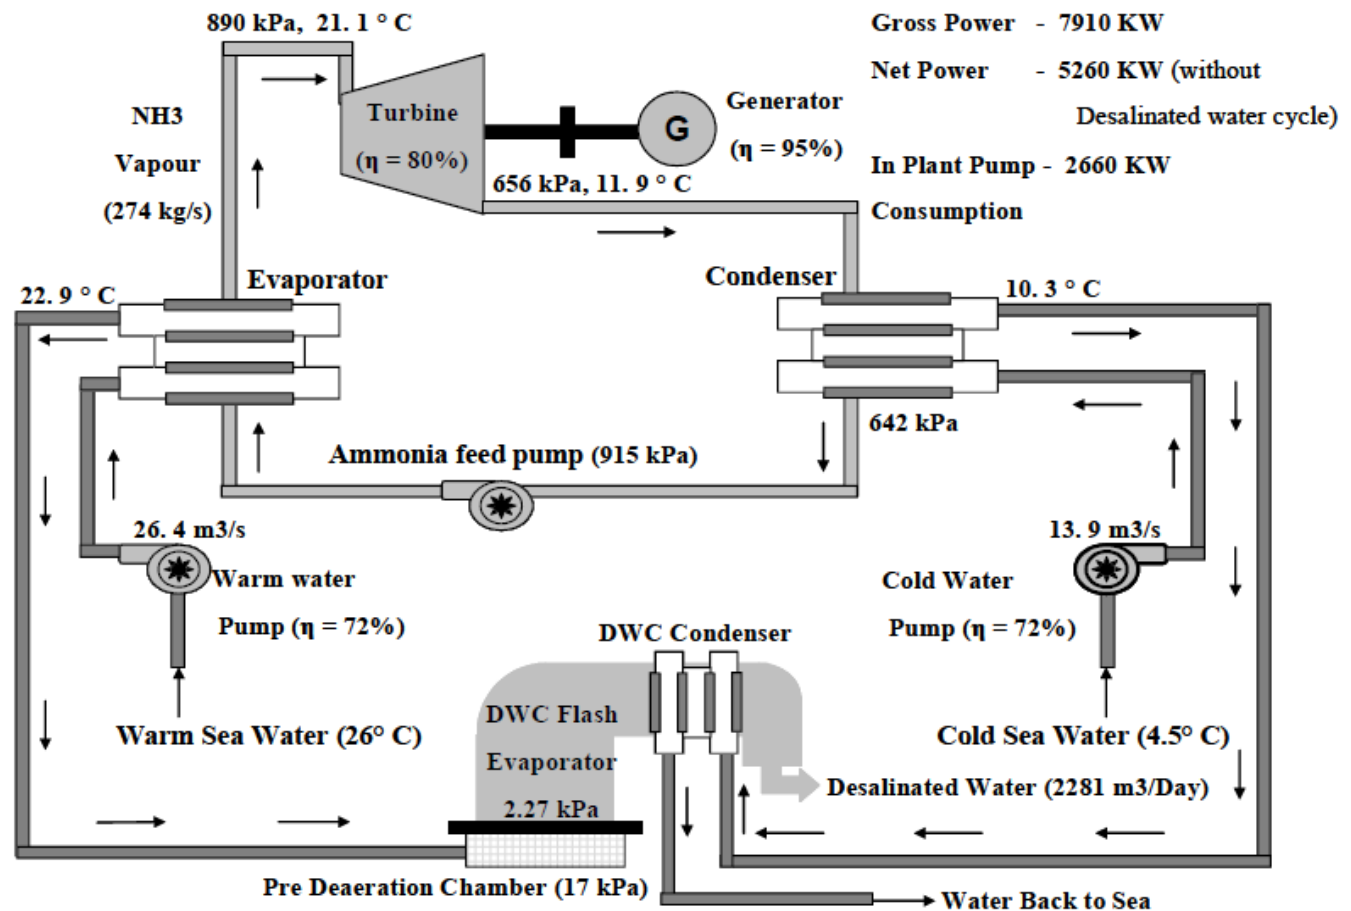 890 kPa, 21. 1 ° C
Gross Power - 7910 KW
Net Power - 5260 KW (without
Desalinated water cycle)
In Plant Pump - 2660 KW
Consumption
NH3
Vapour
(274 kg/s)
Turbine
(η = 80%)
G
Generator
(η = 95%)
656 kPa, 11. 9 ° C
Evaporator
Condenser
22. 9 ° C
10. 3 ° C
642 kPa
Ammonia feed pump (915 kPa)
26. 4 m3/s
Warm water
Pump (η = 72%)
Warm Sea Water (26° C)
13. 9 m3/s
Cold Water
Pump (η = 72%)
Cold Sea Water (4.5° C)
DWC Condenser
DWC Flash
Evaporator
2.27 kPa
Desalinated Water (2281 m3/Day)
Pre Deaeration Chamber (17 kPa)
Water Back to Sea